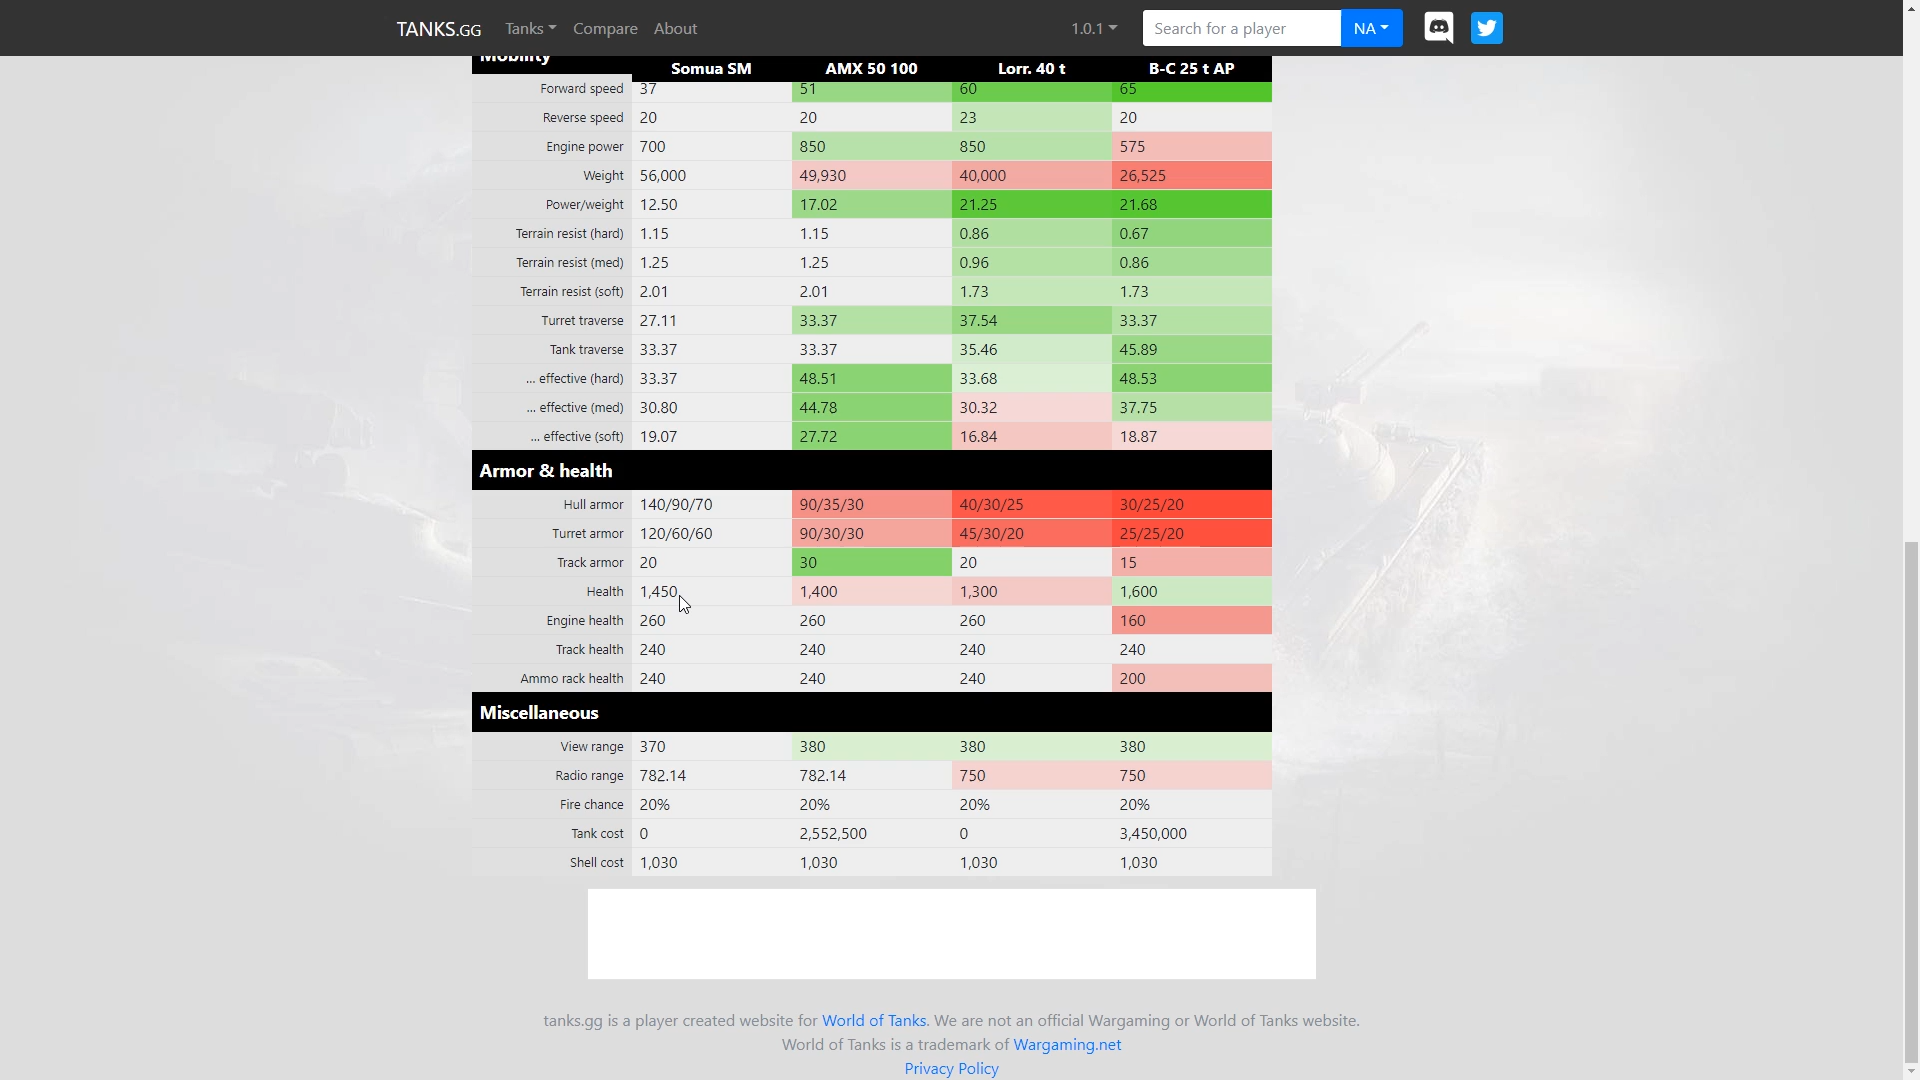 TANKS.GG Tanks Compare About 1.0.1 Search for a player NA
Mobility Somua SM AMX 50 100 Lorr. 40 t B-C 25 t AP
Forward speed 37 51 60 65
Reverse speed 20 20 23 20
Engine power 700 850 850 575
Weight 56,000 49,930 40,000 26,525
Power/weight 12.50 17.02 21.25 21.68
Terrain resist (hard) 1.15 1.15 0.86 0.67
Terrain resist (med) 1.25 1.25 0.96 0.86
Terrain resist (soft) 2.01 2.01 1.73 1.73
Turret traverse 27.11 33.37 37.54 33.37
Tank traverse 33.37 33.37 35.46 45.89
... effective (hard) 33.37 48.51 33.68 48.53
... effective (med) 30.80 44.78 30.32 37.75
... effective (soft) 19.07 27.72 16.84 18.87
Armor & health
Hull armor 140/90/70 90/35/30 40/30/25 30/25/20
Turret armor 120/60/60 90/30/30 45/30/20 25/25/20
Track armor 20 30 20 15
Health 1,450 1,400 1,300 1,600
Engine health 260 260 260 160
Track health 240 240 240 240
Ammo rack health 240 240 240 200
Miscellaneous
View range 370 380 380 380
Radio range 782.14 782.14 750 750
Fire chance 20% 20% 20% 20%
Tank cost 0 2,552,500 0 3,450,000
Shell cost 1,030 1,030 1,030 1,030
tanks.gg is a player created website for World of Tanks. We are not an official Wargaming or World of Tanks website.
World of Tanks is a trademark of Wargaming.net
Privacy Policy